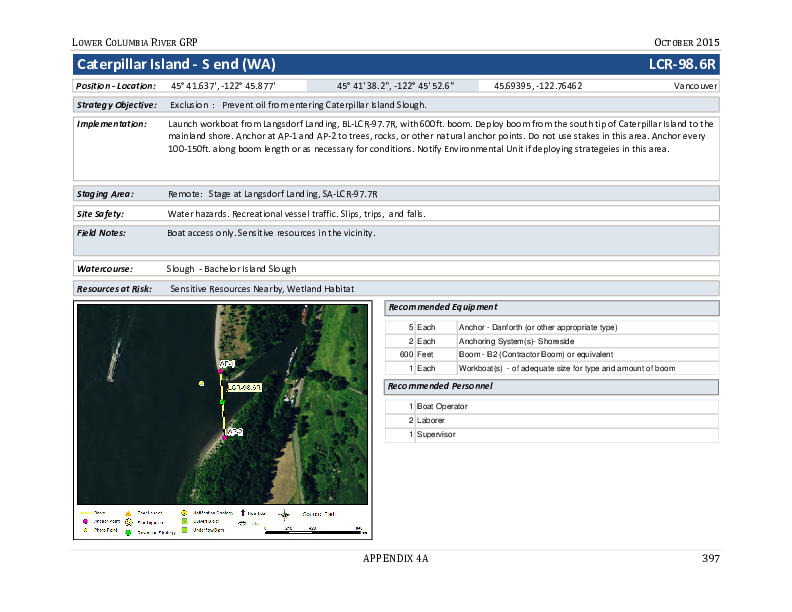 LOWER COLUMBIA RIVER GRP OCTOBER 2015
Caterpillar Island - S end (WA) LCR-98.6R
Position - Location: 45° 41.637', -122° 45.877' 45° 41'38.2", -122° 45'52.6" 45.69395, -122.76462 Vancouver
Strategy Objective: Exclusion : Prevent oil from entering Caterpillar Island Slough.
Implementation: Launch workboat from Langsdorf Landing, BL-LCR-97.7R, with 600ft. boom. Deploy boom from the south tip of Caterpillar Island to the
mainland shore. Anchor at AP-1 and AP-2 to trees, rocks, or other natural anchor points. Do not use stakes in this area. Anchor every
100-150ft. along boom length or as necessary for conditions. Notify Environmental Unit if deploying strategeies in this area.
Staging Area: Remote: Stage at Langsdorf Landing, SA-LCR-97.7R
Site Safety: Water hazards. Recreational vessel traffic. Slips, trips, and falls.
Field Notes: Boat access only. Sensitive resources in the vicinity.
Watercourse: Slough - Bachelor Island Slough
Resources at Risk: Sensitive Resources Nearby, Wetland Habitat
AP-1
LCR-98.6R
AP-2
Anchor Point
Photo Point
Recommended Equipment
5 Each Anchor - Danforth (or other appropriate type)
2 Each Anchoring System(s)- Shoreside
600 Feet Boom - B2 (Contractor Boom) or equivalent
1 Each Workboat(s) - of adequate size for type and amount of boom
Recommended Personnel
1 Boat Operator
2 Laborer
1 Supervisor
APPENDIX 4A 397